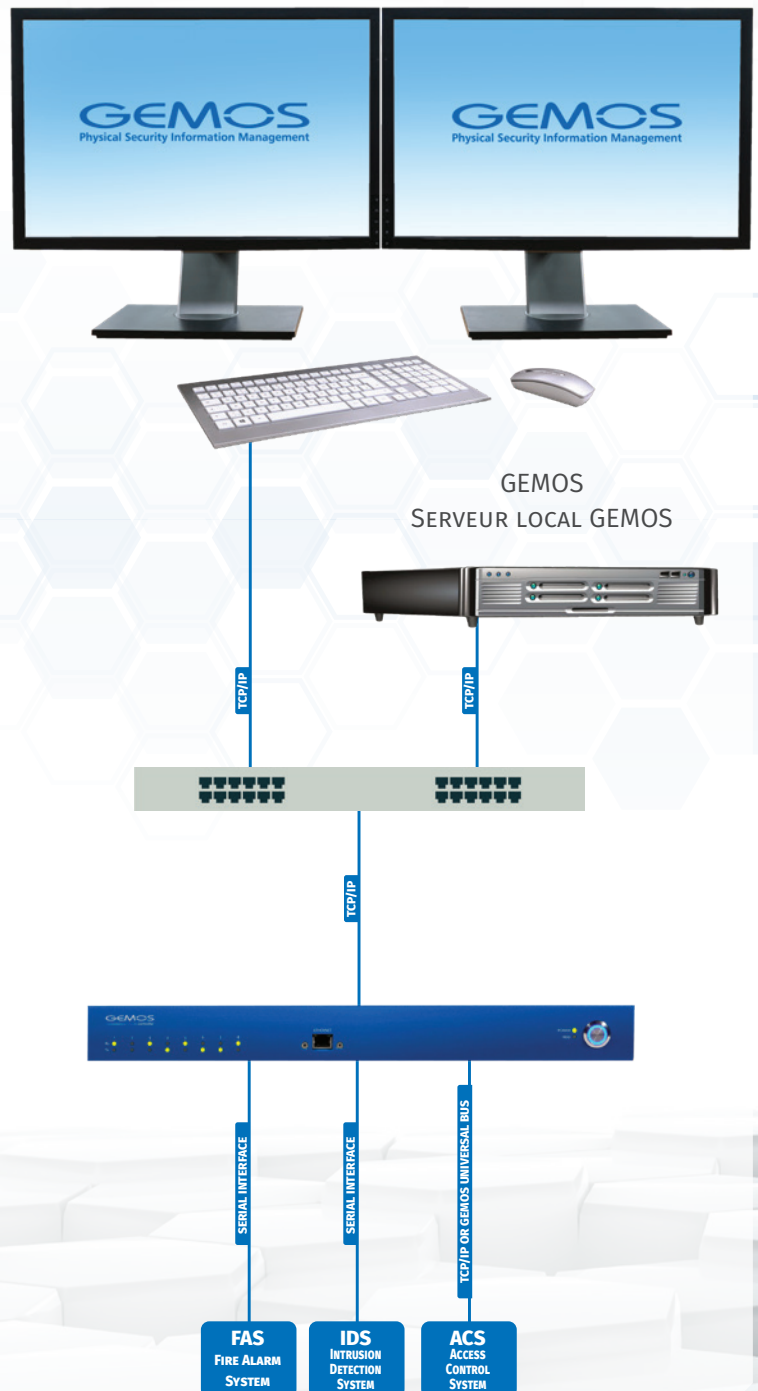 GEMOS
Physical Security Information Management
GEMOS
Physical Security Information Management
GEMOS
SERVEUR LOCAL GEMOS
TCP/IP
TCP/IP
TCP/IP
GEMOS
SERIAL INTERFACE
SERIAL INTERFACE
TCP/IP OR GEMOS UNIVERSAL BUS
FAS
FIRE ALARM
SYSTEM
IDS
INTRUSION
DETECTION
SYSTEM
ACS
ACCESS
CONTROL
SYSTEM